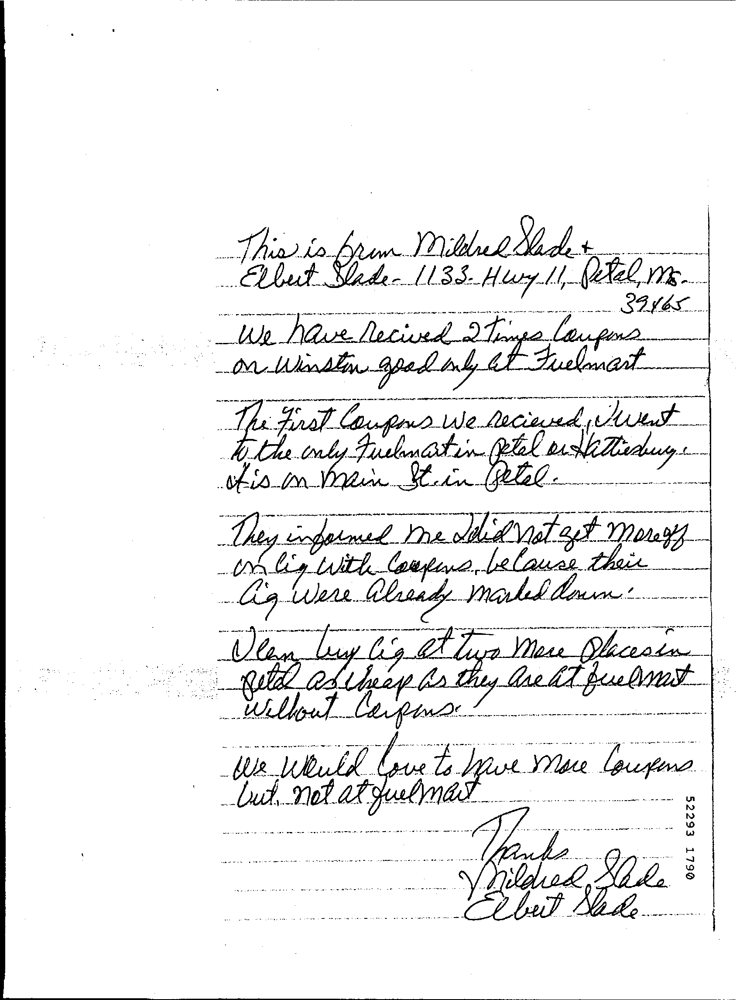 This is from Mildred Slade +
Elbert Slade - 1133 - Hwy 11, Petal, Ms.
39465
We have recived 2 times Coupons
on Winston good only at Fuelmart
The First Coupons we recieved, I went
to the only Fuelmart in Petal or Hattiesburg.
It is on Main St. in Petal.
They informed me I did not get more off
on Cig with Coupons, because their
Cig were already marked down.
I can buy Cig at two more places in
Petal as cheap as they are at fuelmart
without Coupons.
We would love to have more Coupons
but, not at fuelmart
Thanks
Mildred Slade
Elbert Slade
52293 1790